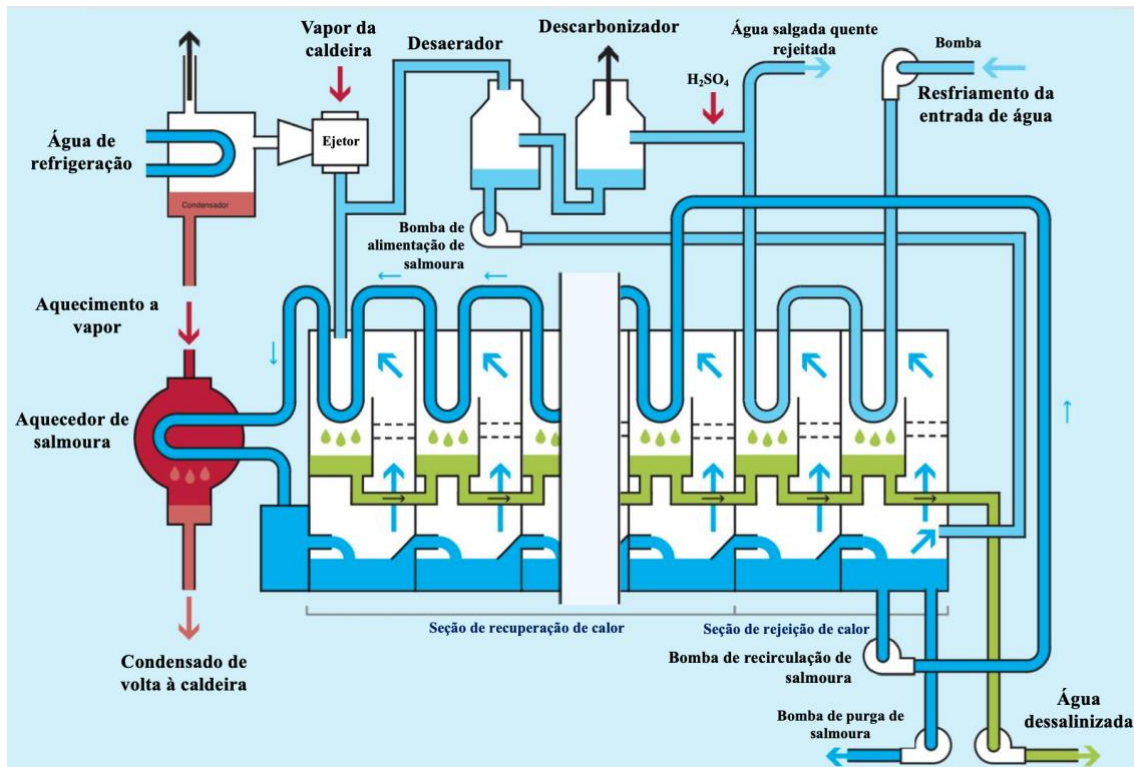 Vapor da
caldeira
Desaerador
Descarbonizador
Água salgada quente
rejeitada
Bomba
H₂SO₄
Resfriamento da
entrada de água
Água de
refrigeração
Ejetor
Condensador
Bomba de
alimentação de
salmoura
Aquecimento a
vapor
Aquecedor de
salmoura
Seção de recuperação de calor
Seção de rejeição de calor
Condensado de
volta à caldeira
Bomba de recirculação de
salmoura
Bomba de purga de
salmoura
Água
dessalinizada